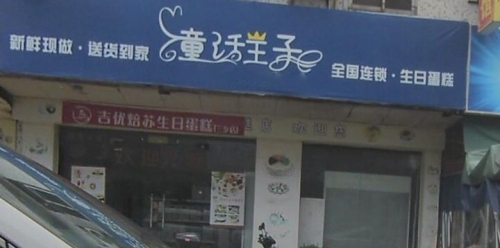 新鲜现做·送货到家
童话王子
全国连锁·生日蛋糕
吉优焙苏生日蛋糕